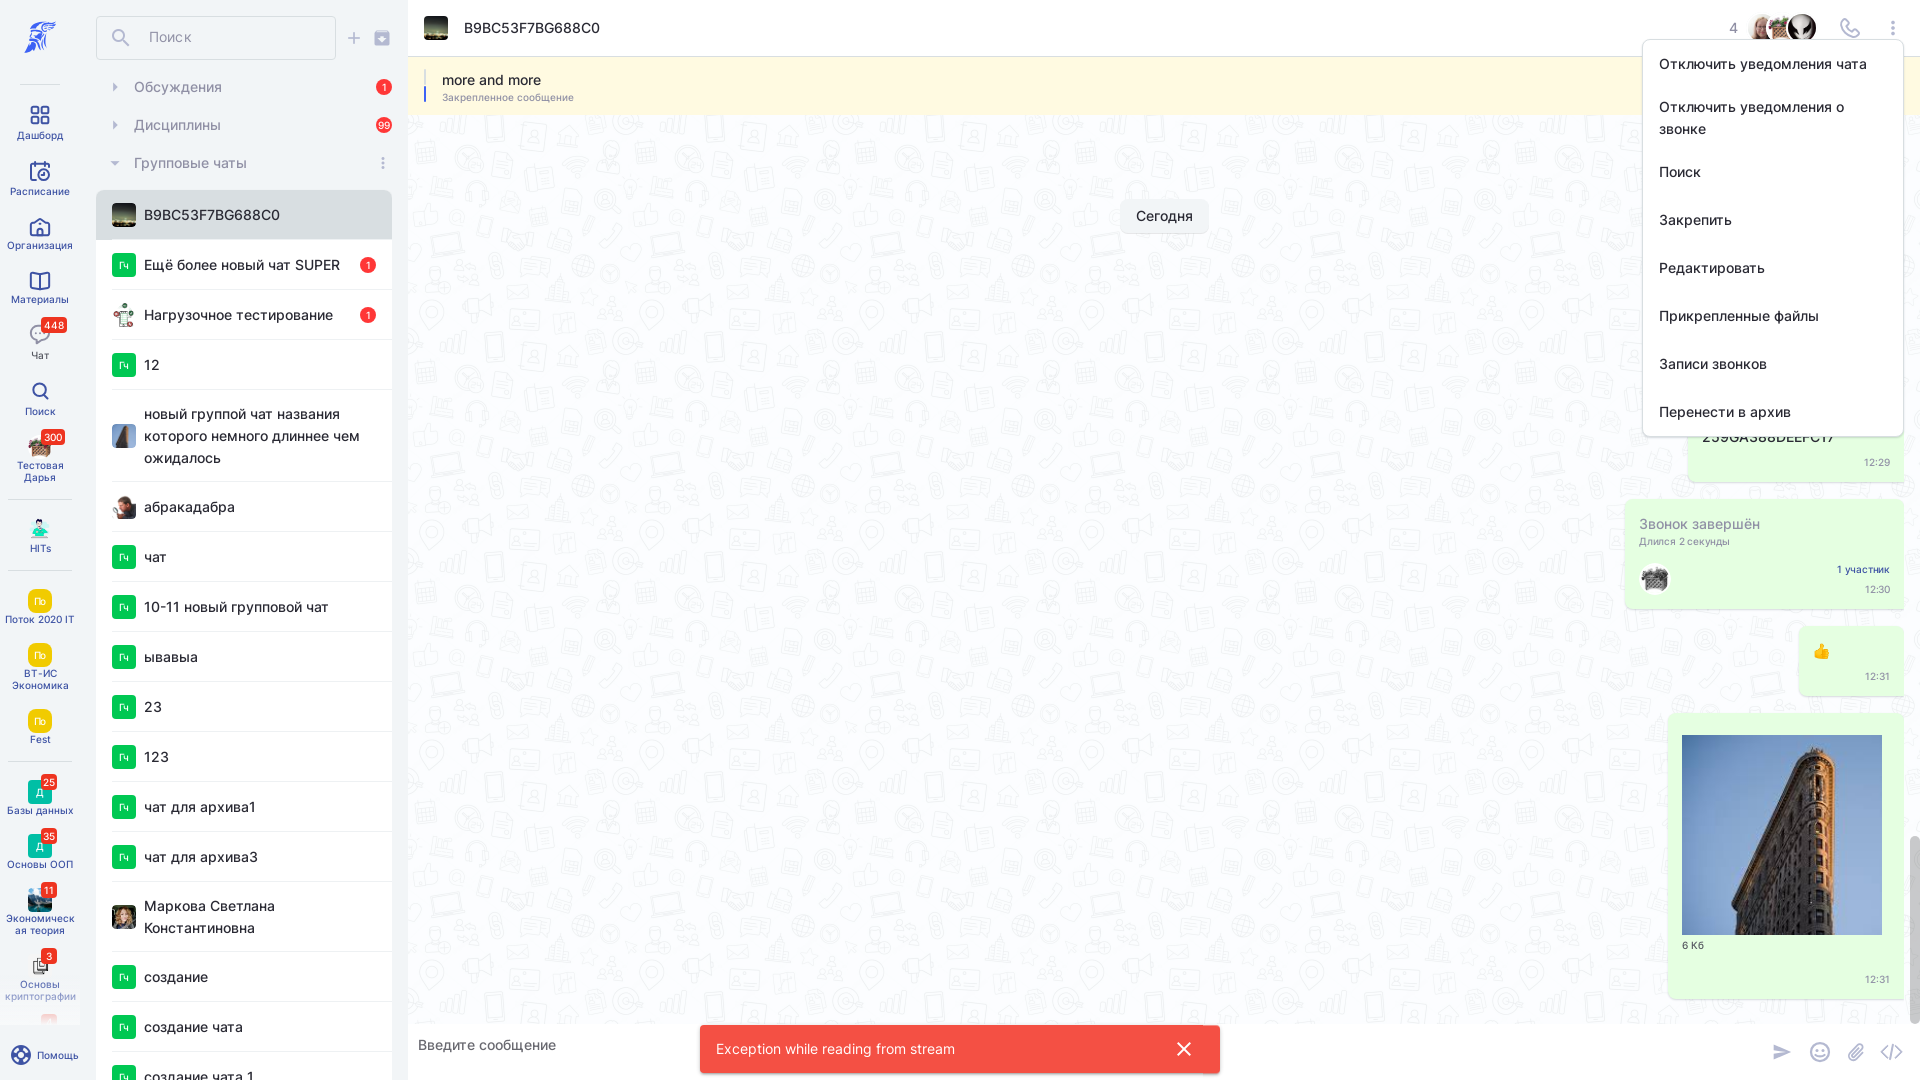 Дашборд
Расписание
Организация
Материалы
448
Чат
Поиск
300
Тестовая
Дарья
HITs
По
Поток 2020 IT
По
ВТ-ИС
Экономика
По
Fest
25
Д
Базы данных
35
Д
Основы ООП
11
Экономическ
ая теория
3
Основы
криптографии
Помощь
Поиск
Обсуждения
1
Дисциплины
99
Групповые чаты
B9BC53F7BG688C0
Гч
Ещё более новый чат SUPER
1
Нагрузочное тестирование
1
Гч
12
новый группой чат названия
которого немного длиннее чем
ожидалось
абракадабра
Гч
чат
Гч
10-11 новый групповой чат
Гч
ывавыа
Гч
23
Гч
123
Гч
чат для архива1
Гч
чат для архива3
Маркова Светлана
Константиновна
Гч
создание
Гч
создание чата
Гч
создание чата 1
B9BC53F7BG688C0
4
more and more
Закрепленное сообщение
Отключить уведомления чата
Отключить уведомления о
звонке
Поиск
Закрепить
Редактировать
Прикрепленные файлы
Записи звонков
Перенести в архив
Сегодня
259GA388DEEFC17
12:29
Звонок завершён
Длился 2 секунды
1 участник
12:30
12:31
6 Кб
12:31
Введите сообщение
Exception while reading from stream